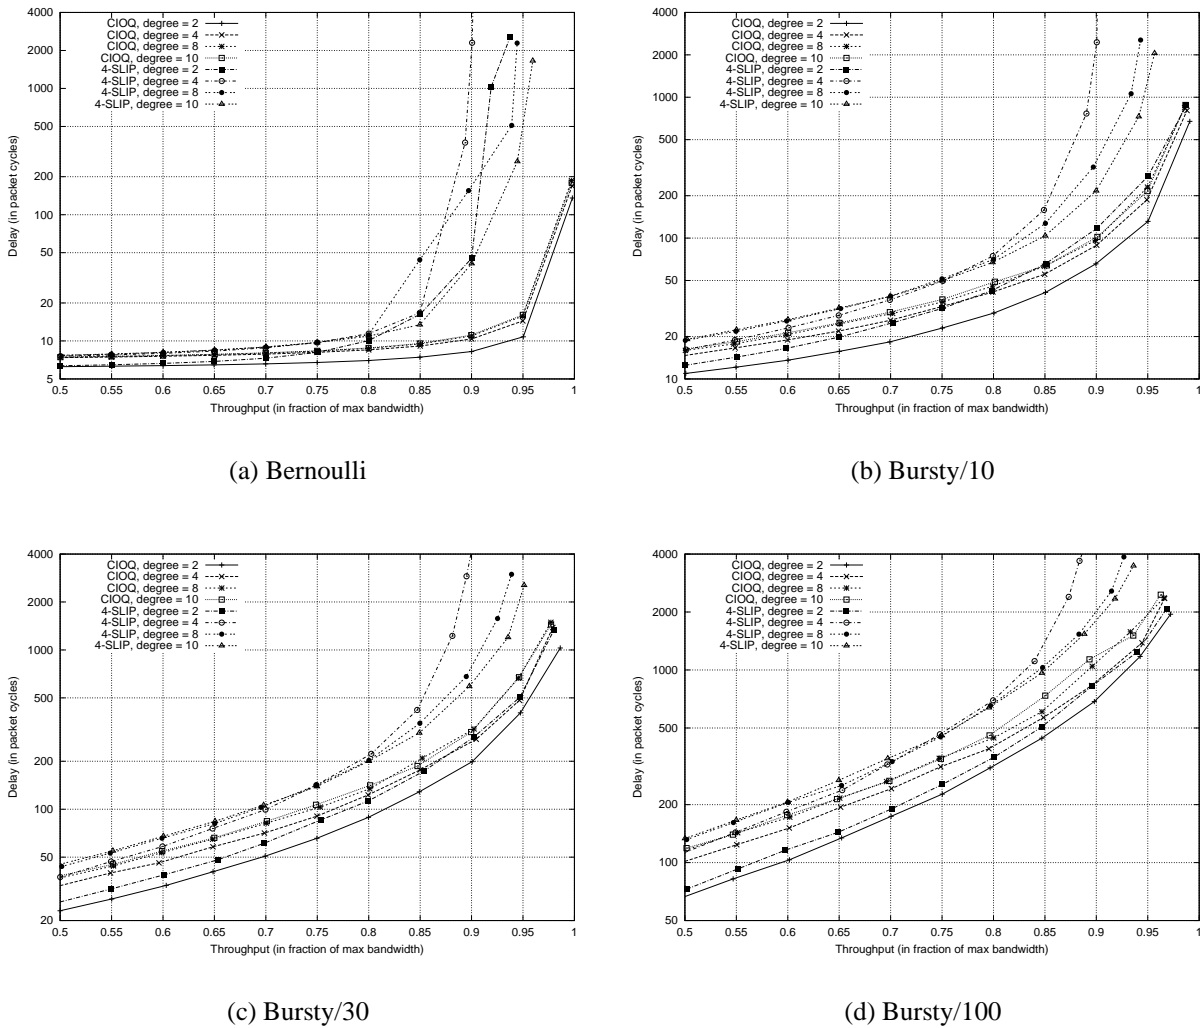 4000
2000
1000
500
200
100
50
20
10
5
0.5 0.55 0.6 0.65 0.7 0.75 0.8 0.85 0.9 0.95 1
Delay (in packet cycles)
Throughput (in fraction of max bandwidth)
CIOQ, degree = 2
CIOQ, degree = 4
CIOQ, degree = 8
CIOQ, degree = 10
4-SLIP, degree = 2
4-SLIP, degree = 4
4-SLIP, degree = 8
4-SLIP, degree = 10
(a) Bernoulli
4000
2000
1000
500
200
100
50
20
10
0.5 0.55 0.6 0.65 0.7 0.75 0.8 0.85 0.9 0.95 1
Delay (in packet cycles)
Throughput (in fraction of max bandwidth)
CIOQ, degree = 2
CIOQ, degree = 4
CIOQ, degree = 8
CIOQ, degree = 10
4-SLIP, degree = 2
4-SLIP, degree = 4
4-SLIP, degree = 8
4-SLIP, degree = 10
(b) Bursty/10
4000
2000
1000
500
200
100
50
20
0.5 0.55 0.6 0.65 0.7 0.75 0.8 0.85 0.9 0.95 1
Delay (in packet cycles)
Throughput (in fraction of max bandwidth)
CIOQ, degree = 2
CIOQ, degree = 4
CIOQ, degree = 8
CIOQ, degree = 10
4-SLIP, degree = 2
4-SLIP, degree = 4
4-SLIP, degree = 8
4-SLIP, degree = 10
(c) Bursty/30
4000
2000
1000
500
200
100
50
0.5 0.55 0.6 0.65 0.7 0.75 0.8 0.85 0.9 0.95 1
Delay (in packet cycles)
Throughput (in fraction of max bandwidth)
CIOQ, degree = 2
CIOQ, degree = 4
CIOQ, degree = 8
CIOQ, degree = 10
4-SLIP, degree = 2
4-SLIP, degree = 4
4-SLIP, degree = 8
4-SLIP, degree = 10
(d) Bursty/100